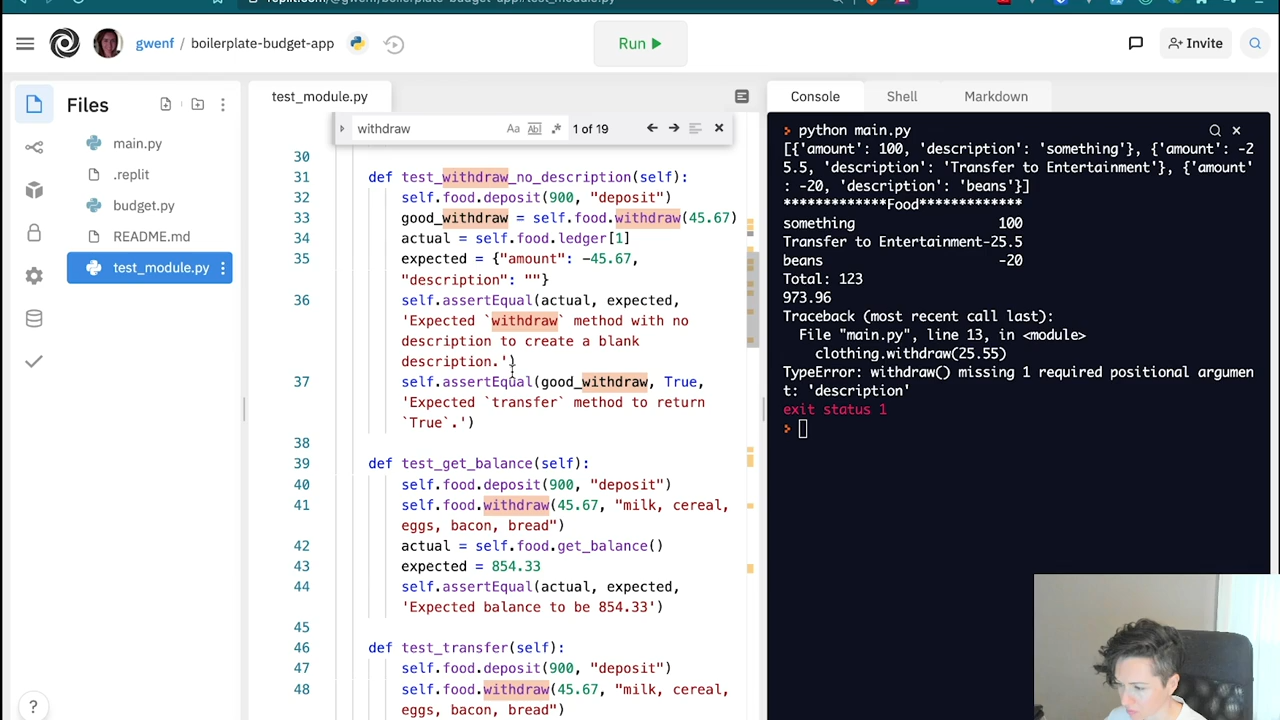 replit.com/@gwenf/boilerplate-budget-app#test_module.py
gwenf / boilerplate-budget-app
Run
Invite
Files
main.py
.replit
budget.py
README.md
test_module.py
?
test_module.py
withdraw
Aa
Abl
.*
1 of 19
30
31 def test_withdraw_no_description(self):
32 self.food.deposit(900, "deposit")
33 good_withdraw = self.food.withdraw(45.67)
34 actual = self.food.ledger[1]
35 expected = {"amount": -45.67,
"description": ""}
36 self.assertEqual(actual, expected,
'Expected `withdraw` method with no
description to create a blank
description.')
37 self.assertEqual(good_withdraw, True,
'Expected `transfer` method to return
`True`.')
38
39 def test_get_balance(self):
40 self.food.deposit(900, "deposit")
41 self.food.withdraw(45.67, "milk, cereal,
eggs, bacon, bread")
42 actual = self.food.get_balance()
43 expected = 854.33
44 self.assertEqual(actual, expected,
'Expected balance to be 854.33')
45
46 def test_transfer(self):
47 self.food.deposit(900, "deposit")
48 self.food.withdraw(45.67, "milk, cereal,
eggs, bacon, bread")
Console
Shell
Markdown
> python main.py
[{'amount': 100, 'description': 'something'}, {'amount': -2
5.5, 'description': 'Transfer to Entertainment'}, {'amount'
: -20, 'description': 'beans'}]
*************Food*************
something 100
Transfer to Entertainment-25.5
beans -20
Total: 123
973.96
Traceback (most recent call last):
File "main.py", line 13, in <module>
clothing.withdraw(25.55)
TypeError: withdraw() missing 1 required positional argumen
t: 'description'
exit status 1
>